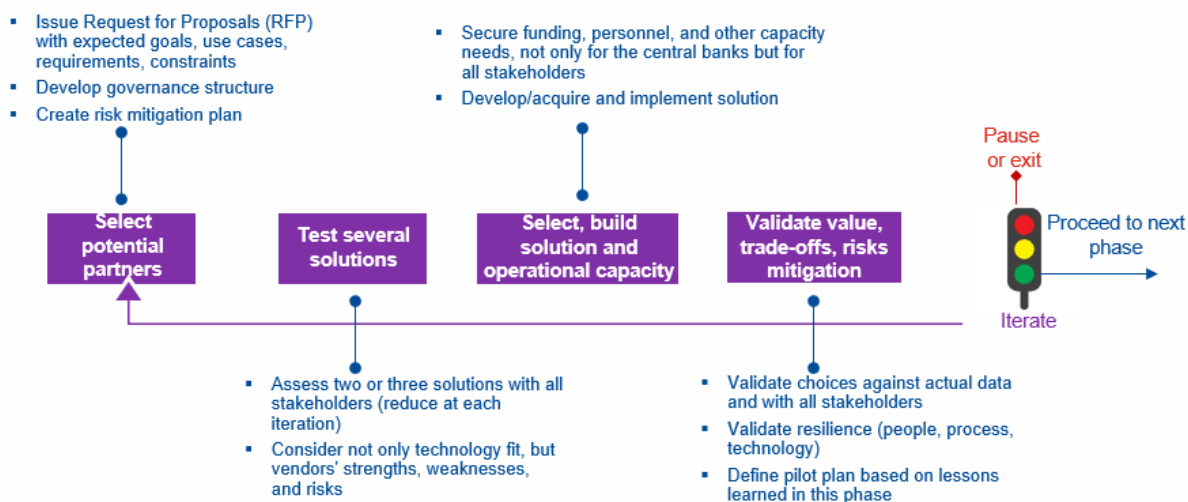 ▪ Issue Request for Proposals (RFP)
with expected goals, use cases,
requirements, constraints
▪ Develop governance structure
▪ Create risk mitigation plan
▪ Secure funding, personnel, and other capacity
needs, not only for the central banks but for
all stakeholders
▪ Develop/acquire and implement solution
Pause
or exit
Select
potential
partners
Test several
solutions
Select, build
solution and
operational capacity
Validate value,
trade-offs, risks
mitigation
Proceed to next
phase
Iterate
▪ Assess two or three solutions with all
stakeholders (reduce at each
iteration)
▪ Consider not only technology fit, but
vendors' strengths, weaknesses,
and risks
▪ Validate choices against actual data
and with all stakeholders
▪ Validate resilience (people, process,
technology)
▪ Define pilot plan based on lessons
learned in this phase